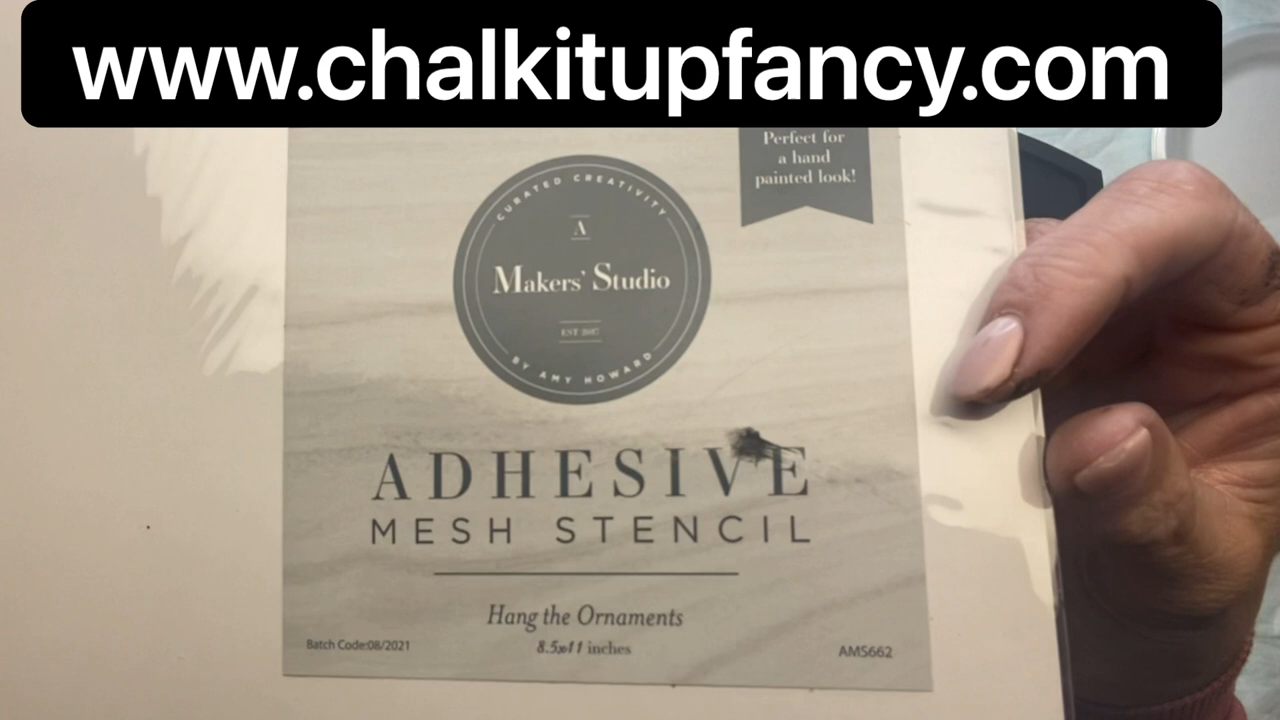 www.chalkitupfancy.com
Perfect for
a hand
painted look!
CURATED CREATIVITY
A
Makers' Studio
EST 2017
BY AMY HOWARD
ADHESIVE
MESH STENCIL
Hang the Ornaments
8.5x11 inches
Batch Code:08/2021
AMS662